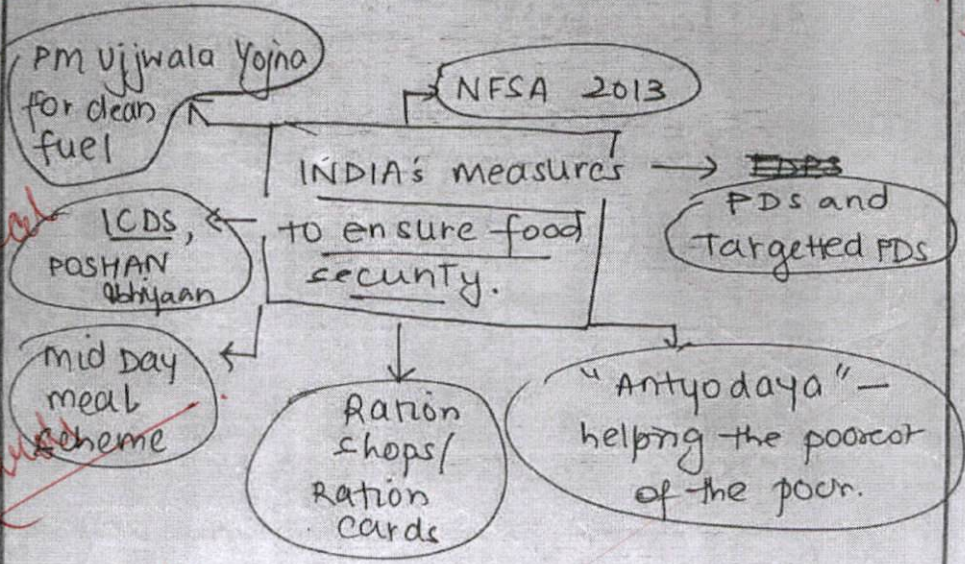 PM Ujjwala Yojna
for clean
fuel
NFSA 2013
INDIA's measures
to ensure food
security.
PDS and
Targetted PDS
ICDS,
POSHAN
abhiyaan
Mid Day
meal
scheme
Ration
shops/
Ration
cards
"Antyodaya" –
helping the poorest
of the poor.